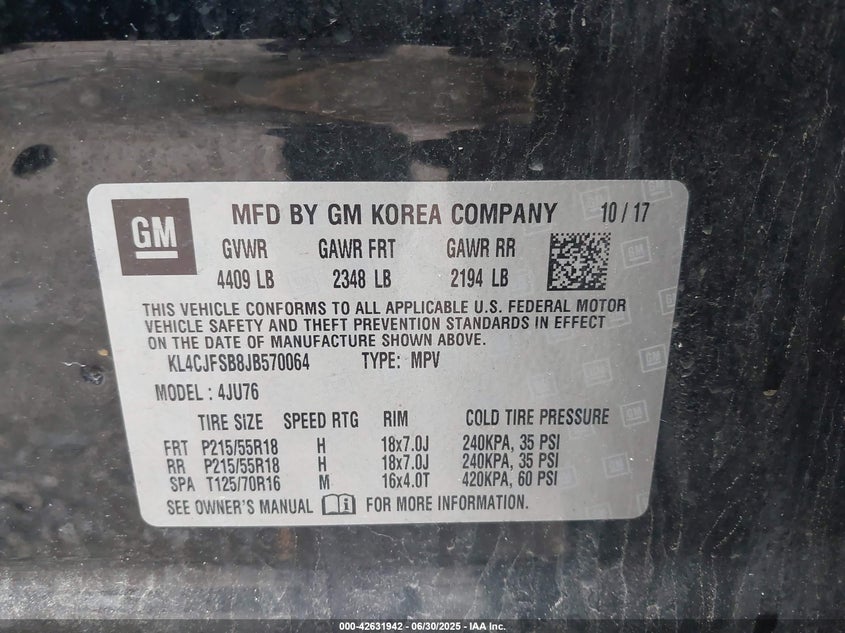 GM
MFD BY GM KOREA COMPANY 10 / 17
GVWR GAWR FRT GAWR RR
4409 LB 2348 LB 2194 LB
THIS VEHICLE CONFORMS TO ALL APPLICABLE U.S. FEDERAL MOTOR
VEHICLE SAFETY AND THEFT PREVENTION STANDARDS IN EFFECT
ON THE DATE OF MANUFACTURE SHOWN ABOVE.
KL4CJFSB8JB570064 TYPE: MPV
MODEL : 4JU76
TIRE SIZE SPEED RTG RIM COLD TIRE PRESSURE
FRT P215/55R18 H 18x7.0J 240KPA, 35 PSI
RR P215/55R18 H 18x7.0J 240KPA, 35 PSI
SPA T125/70R16 M 16x4.0T 420KPA, 60 PSI
SEE OWNER'S MANUAL FOR MORE INFORMATION.
000-42631942 - 06/30/2025 - IAA Inc.